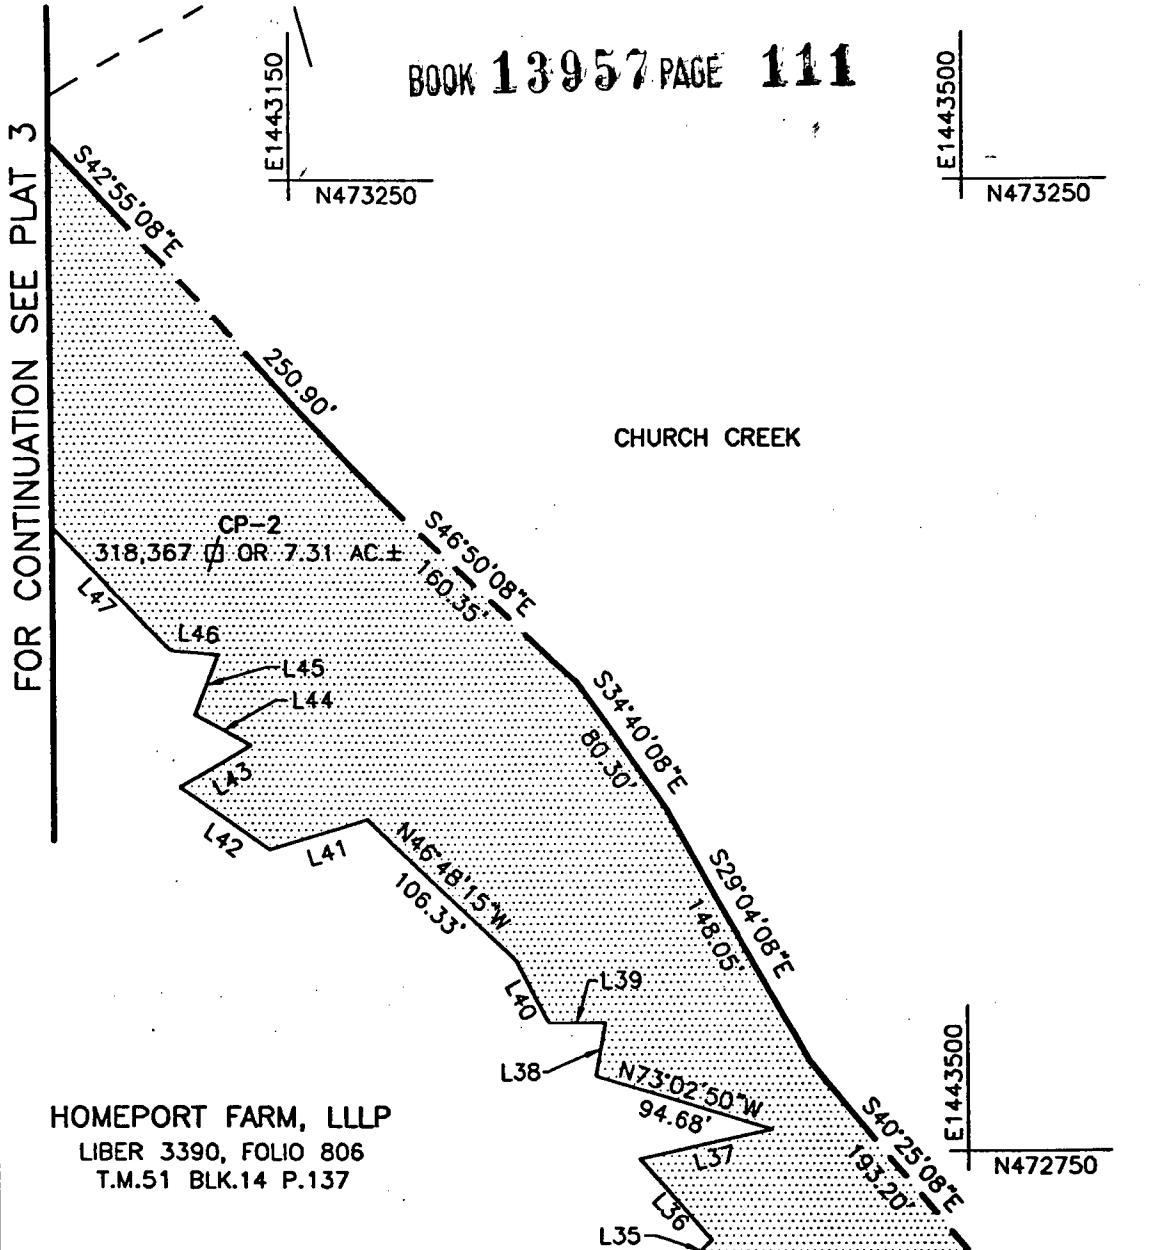 BOOK 13957 PAGE 111
E1443150
N473250
E1443500
N473250
FOR CONTINUATION SEE PLAT 3
S42°55'08"E
250.90'
CHURCH CREEK
CP-2
318,367 OR 7.31 AC.±
S46°50'08"E
160.35'
L47
L46
L45
L44
L43
L42
L41
S34°40'08"E
80.30'
N46°48'15"W
106.33'
S29°04'08"E
148.05'
L40
L39
L38
N73°02'50"W
94.68'
L37
L36
L35
S40°25'08"E
193.20'
E1443500
N472750
HOMEPORT FARM, LLLP
LIBER 3390, FOLIO 806
T.M.51 BLK.14 P.137